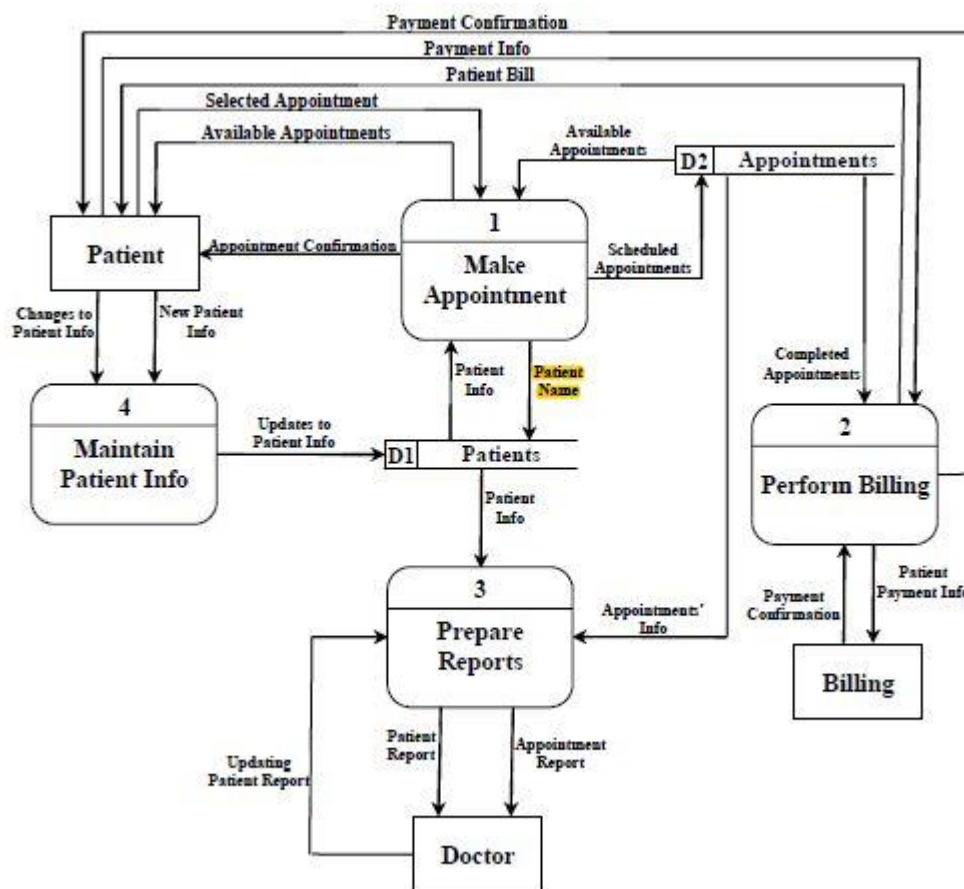 Payment Confirmation
Payment Info
Patient Bill
Selected Appointment
Available Appointments
Available
Appointments
D2 Appointments
1
Make
Appointment
Patient
Appointment Confirmation
Scheduled
Appointments
Changes to
Patient Info
New Patient
Info
Patient
Info
Patient
Name
Completed
Appointments
4
Maintain
Patient Info
Updates to
Patient Info
D1 Patients
2
Perform Billing
Patient
Info
3
Prepare
Reports
Appointments'
Info
Payment
Confirmation
Patient
Payment Info
Billing
Updating
Patient Report
Patient
Report
Appointment
Report
Doctor